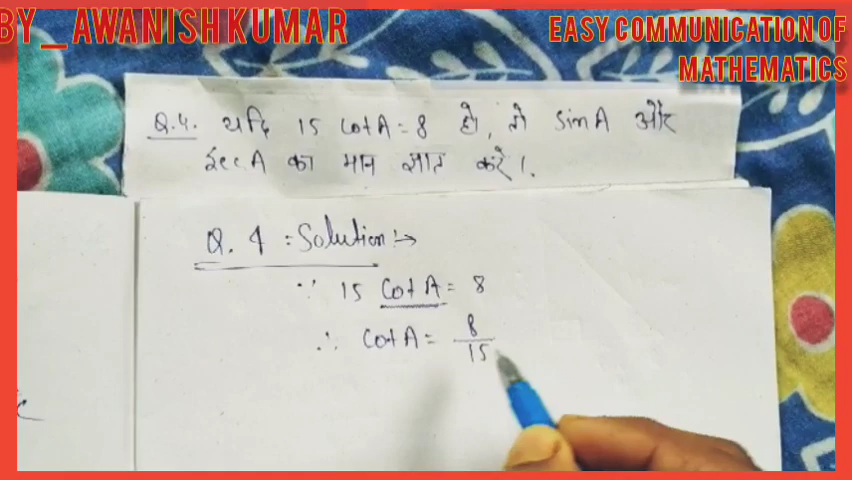 BY_ AWANISH KUMAR
EASY COMMUNICATION OF
MATHEMATICS
Q.4. यदि 15 CotA = 8 हो, तो sinA और
secA का मान ज्ञात करें।.
Q. 4 :Solution :→
∵ 15 CotA = 8
∴ CotA = 8/15